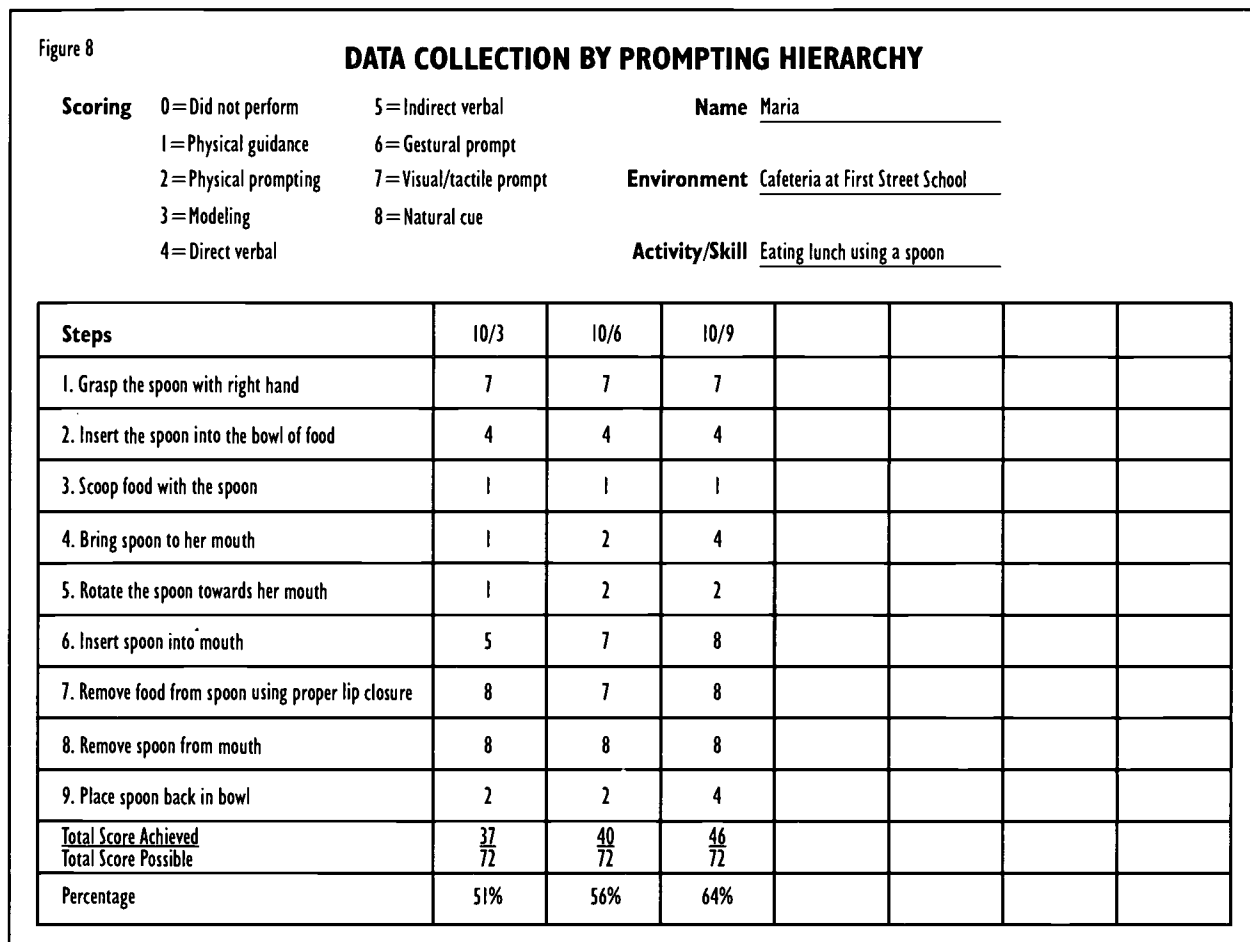 Figure 8
DATA COLLECTION BY PROMPTING HIERARCHY
Scoring 0=Did not perform 5=Indirect verbal Name Maria
1=Physical guidance 6=Gestural prompt
2=Physical prompting 7=Visual/tactile prompt Environment Cafeteria at First Street School
3=Modeling 8=Natural cue
4=Direct verbal Activity/Skill Eating lunch using a spoon
Steps 10/3 10/6 10/9
1. Grasp the spoon with right hand 7 7 7
2. Insert the spoon into the bowl of food 4 4 4
3. Scoop food with the spoon 1 1 1
4. Bring spoon to her mouth 1 2 4
5. Rotate the spoon towards her mouth 1 2 2
6. Insert spoon into mouth 5 7 8
7. Remove food from spoon using proper lip closure 8 7 8
8. Remove spoon from mouth 8 8 8
9. Place spoon back in bowl 2 2 4
Total Score Achieved 37 40 46
Total Score Possible 72 72 72
Percentage 51% 56% 64%